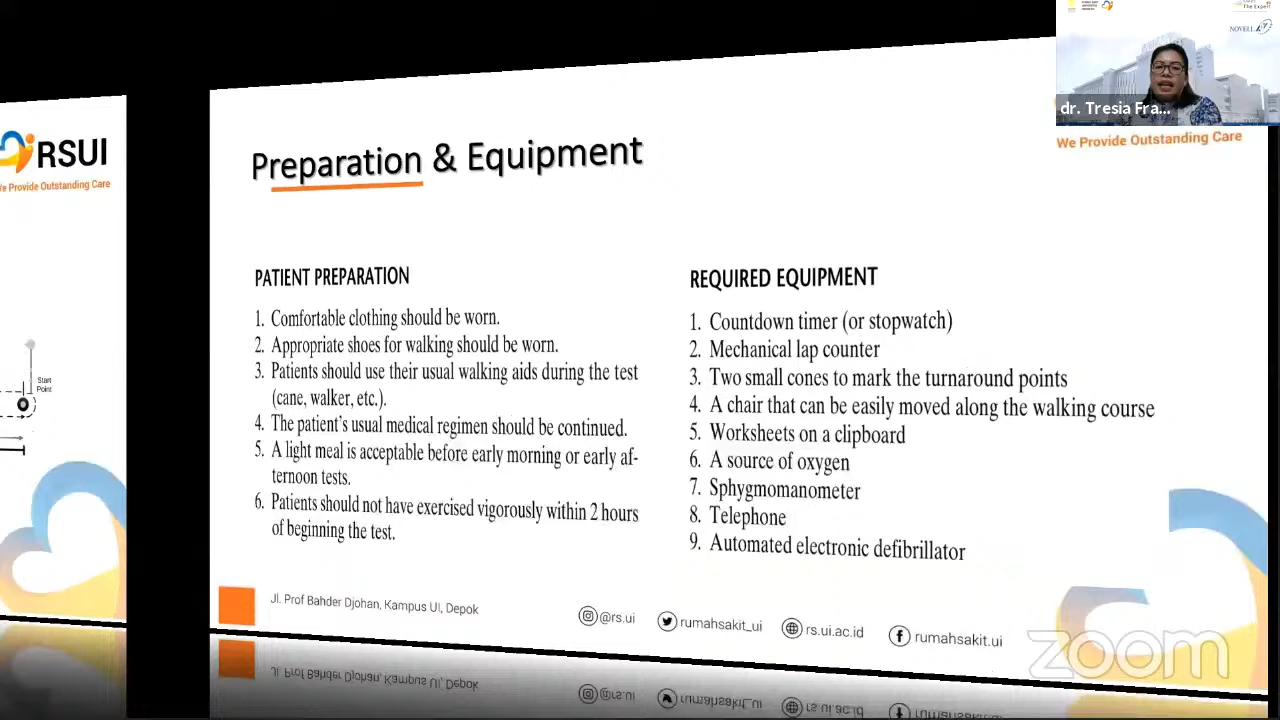 RSUI
We Provide Outstanding Care
Start
Point
Preparation & Equipment
PATIENT PREPARATION
1. Comfortable clothing should be worn.
2. Appropriate shoes for walking should be worn.
3. Patients should use their usual walking aids during the test
(cane, walker, etc.).
4. The patient's usual medical regimen should be continued.
5. A light meal is acceptable before early morning or early af-
ternoon tests.
6. Patients should not have exercised vigorously within 2 hours
of beginning the test.
REQUIRED EQUIPMENT
1. Countdown timer (or stopwatch)
2. Mechanical lap counter
3. Two small cones to mark the turnaround points
4. A chair that can be easily moved along the walking course
5. Worksheets on a clipboard
6. A source of oxygen
7. Sphygmomanometer
8. Telephone
9. Automated electronic defibrillator
Jl. Prof Bahder Djohan, Kampus UI, Depok
@rs.ui
rumahsakit_ui
rs.ui.ac.id
rumahsakit.ui
The Expert
NOVELL
dr. Tresia Fra...
We Provide Outstanding Care
zoom